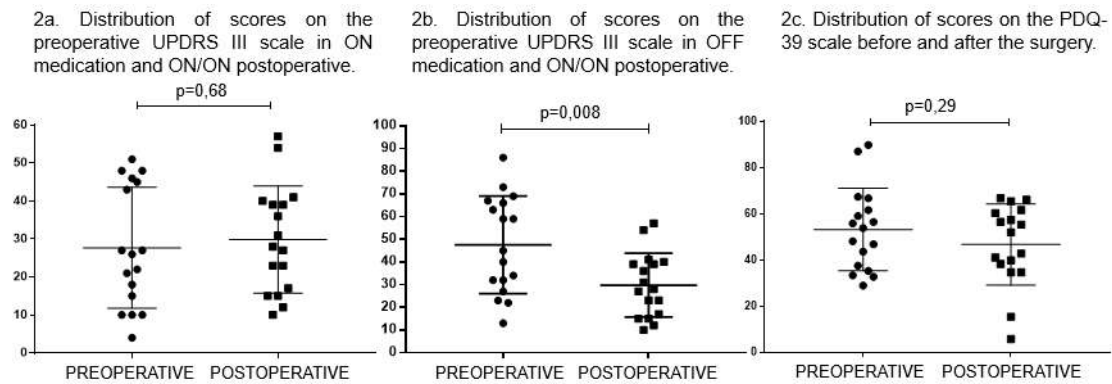 2a. Distribution of scores on the
preoperative UPDRS III scale in ON
medication and ON/ON postoperative.
p=0,68
60
50
40
30
20
10
0
PREOPERATIVE POSTOPERATIVE
2b. Distribution of scores on the
preoperative UPDRS III scale in OFF
medication and ON/ON postoperative.
p=0,008
100
90
80
70
60
50
40
30
20
10
0
PREOPERATIVE POSTOPERATIVE
2c. Distribution of scores on the PDQ-
39 scale before and after the surgery.
p=0,29
100
80
60
40
20
0
PREOPERATIVE POSTOPERATIVE